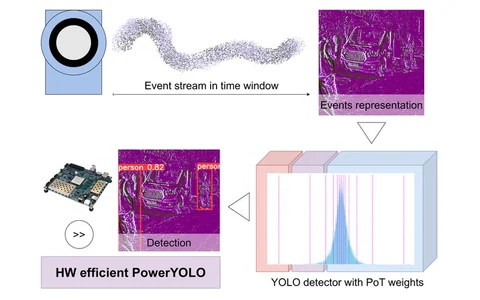 Event stream in time window
Events representation
person 0.82
person
Detection
>>
HW efficient PowerYOLO
YOLO detector with PoT weights